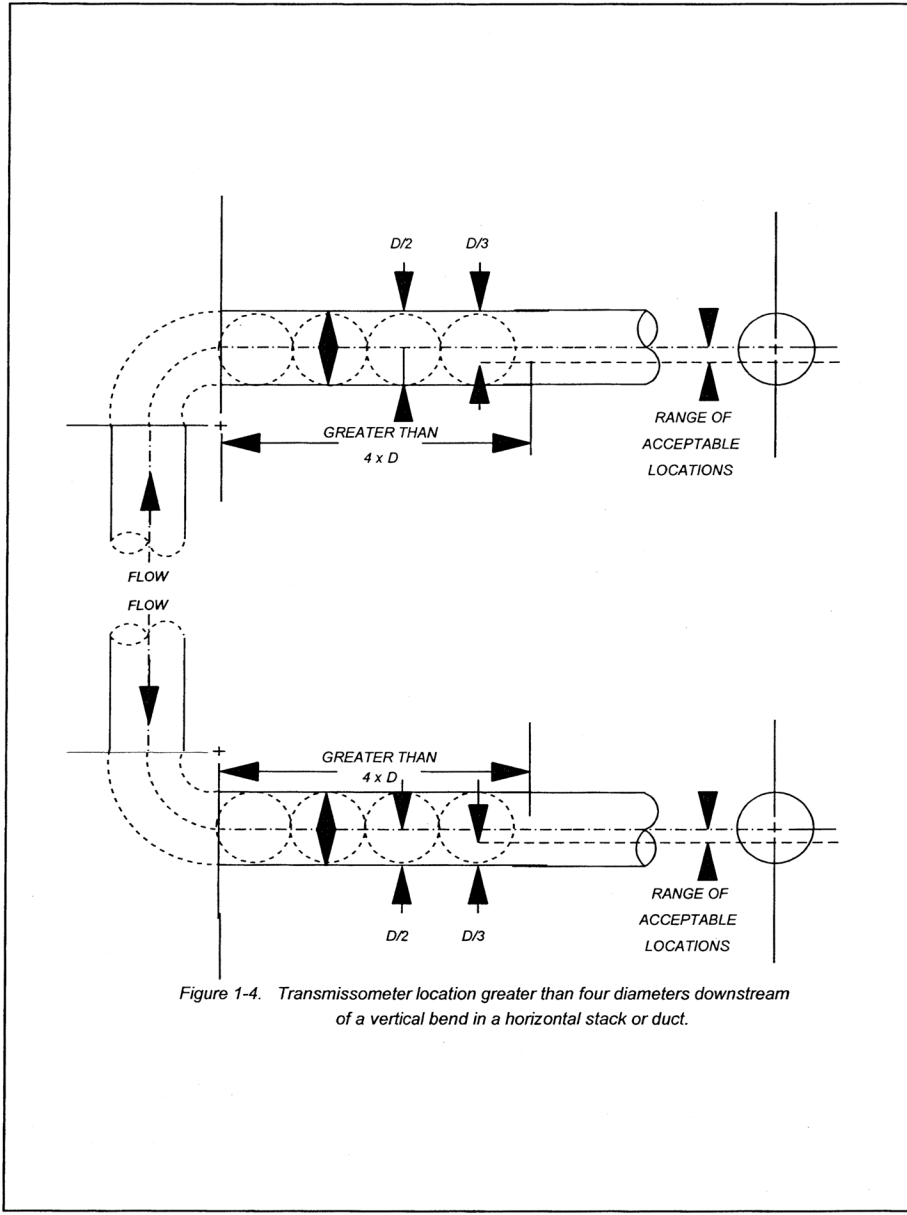 D/2 D/3
GREATER THAN
4 x D
RANGE OF
ACCEPTABLE
LOCATIONS
FLOW
FLOW
GREATER THAN
4 x D
D/2 D/3
RANGE OF
ACCEPTABLE
LOCATIONS
Figure 1-4. Transmissometer location greater than four diameters downstream
of a vertical bend in a horizontal stack or duct.